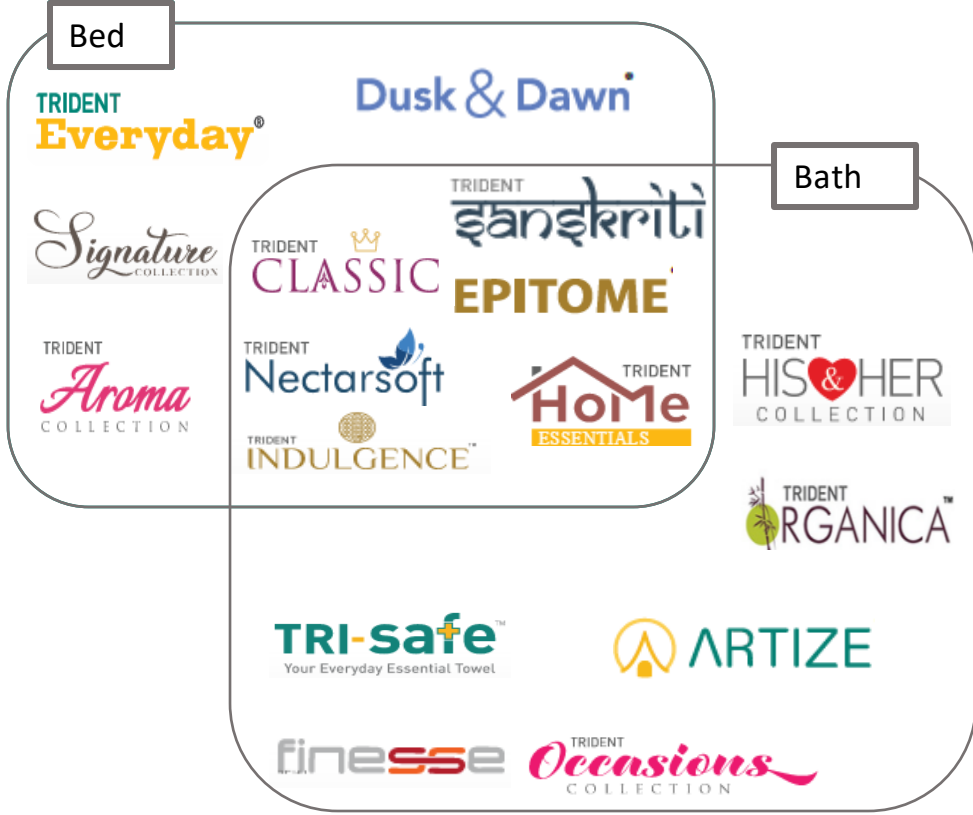 Bed
TRIDENT
Everyday®
Dusk & Dawn
Bath
TRIDENT
sanskriti
Signature
COLLECTION
TRIDENT
CLASSIC
EPITOME
TRIDENT
Aroma
COLLECTION
TRIDENT
Nectarsoft
TRIDENT
HOMe
ESSENTIALS
TRIDENT
HIS & HER
COLLECTION
TRIDENT
INDULGENCE™
TRIDENT
ORGANICA™
TRI-safe™
Your Everyday Essential Towel
ARTIZE
finesse
TRIDENT
Occasions
COLLECTION